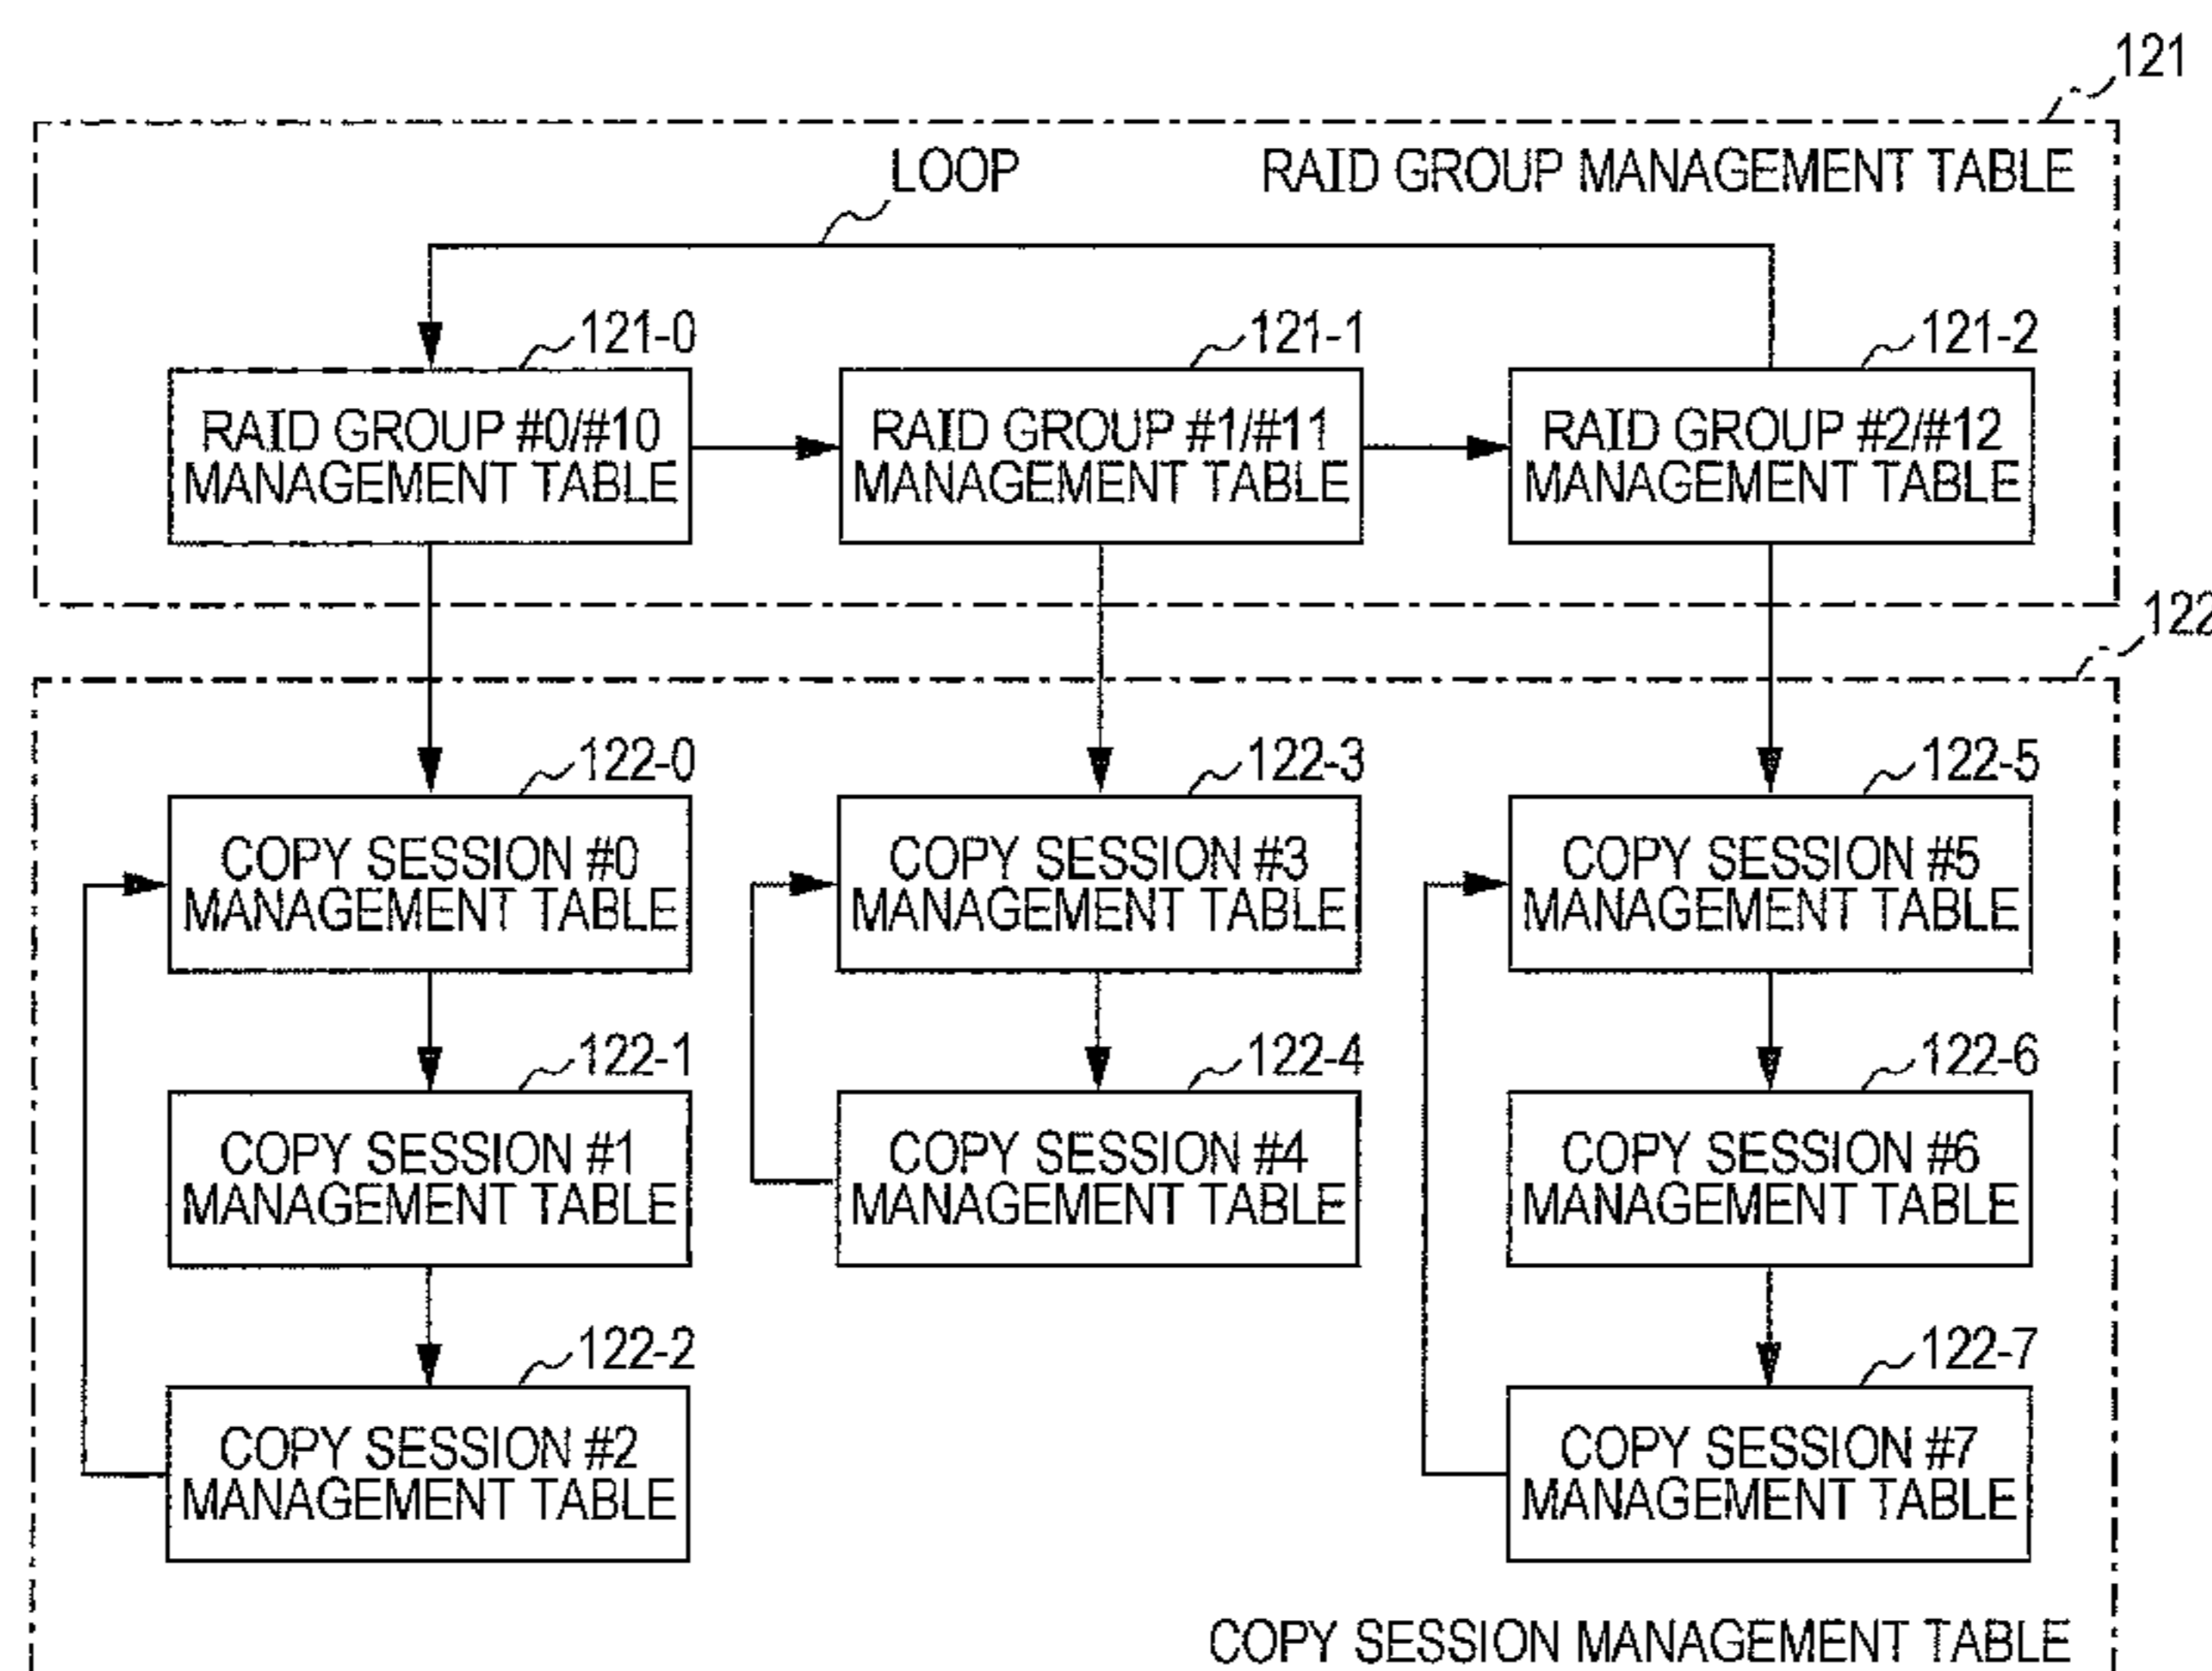 121
LOOP
RAID GROUP MANAGEMENT TABLE
121-0
121-1
121-2
RAID GROUP #0/#10
MANAGEMENT TABLE
RAID GROUP #1/#11
MANAGEMENT TABLE
RAID GROUP #2/#12
MANAGEMENT TABLE
122
122-0
122-3
122-5
COPY SESSION #0
MANAGEMENT TABLE
COPY SESSION #3
MANAGEMENT TABLE
COPY SESSION #5
MANAGEMENT TABLE
122-1
122-4
122-6
COPY SESSION #1
MANAGEMENT TABLE
COPY SESSION #4
MANAGEMENT TABLE
COPY SESSION #6
MANAGEMENT TABLE
122-2
122-7
COPY SESSION #2
MANAGEMENT TABLE
COPY SESSION #7
MANAGEMENT TABLE
COPY SESSION MANAGEMENT TABLE